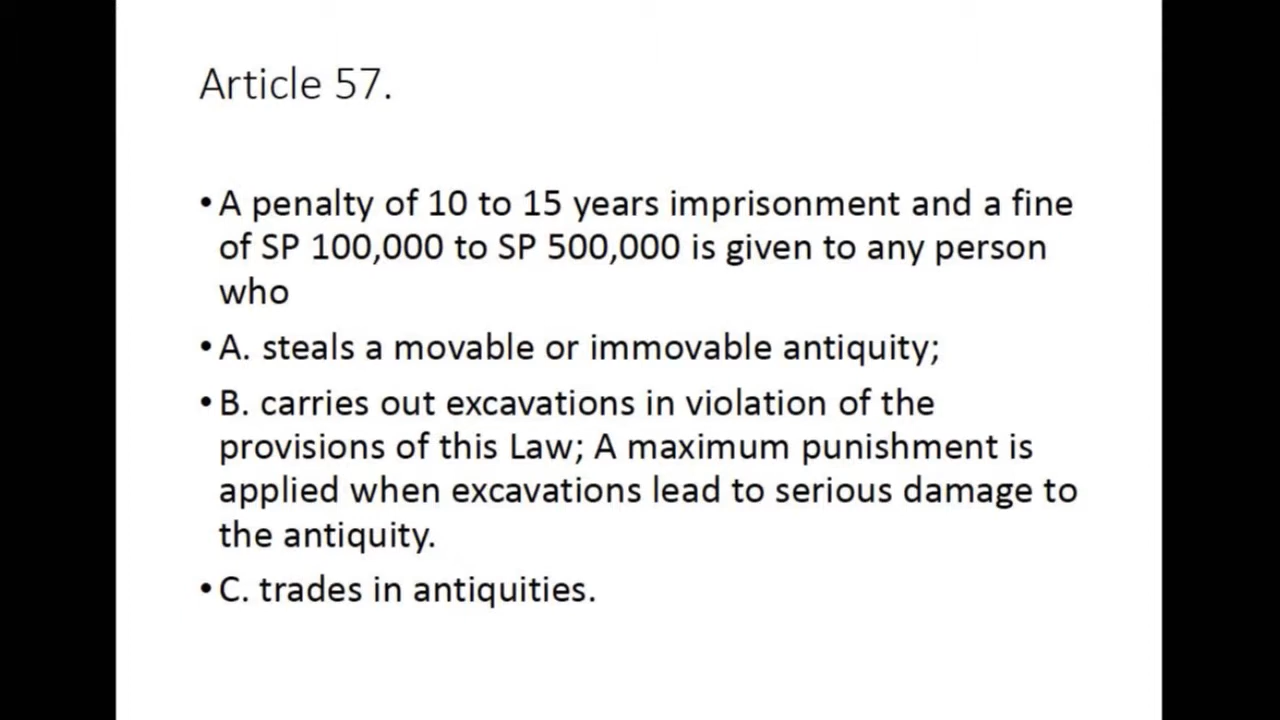 Article 57.
• A penalty of 10 to 15 years imprisonment and a fine
of SP 100,000 to SP 500,000 is given to any person
who
• A. steals a movable or immovable antiquity;
• B. carries out excavations in violation of the
provisions of this Law; A maximum punishment is
applied when excavations lead to serious damage to
the antiquity.
• C. trades in antiquities.